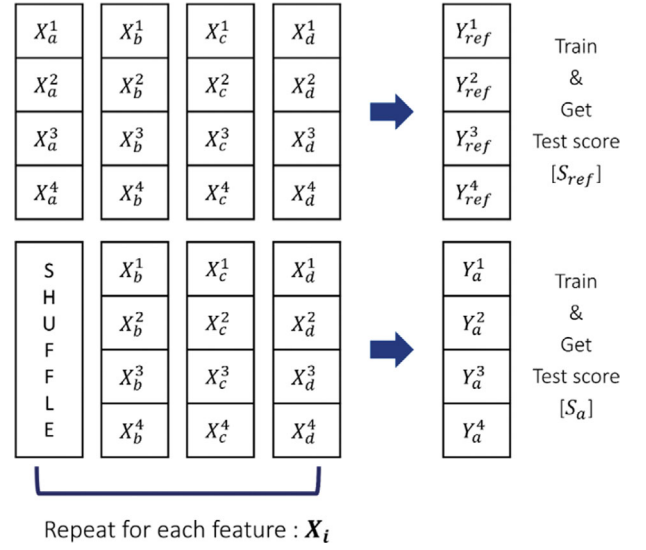 X_a^1 X_b^1 X_c^1 X_d^1 Y_ref^1
X_a^2 X_b^2 X_c^2 X_d^2 Y_ref^2
X_a^3 X_b^3 X_c^3 X_d^3 Y_ref^3
X_a^4 X_b^4 X_c^4 X_d^4 Y_ref^4
Train
&
Get
Test score
[S_ref]
SHUFFLE
X_b^1 X_c^1 X_d^1 Y_a^1
X_b^2 X_c^2 X_d^2 Y_a^2
X_b^3 X_c^3 X_d^3 Y_a^3
X_b^4 X_c^4 X_d^4 Y_a^4
Train
&
Get
Test score
[S_a]
Repeat for each feature : X_i